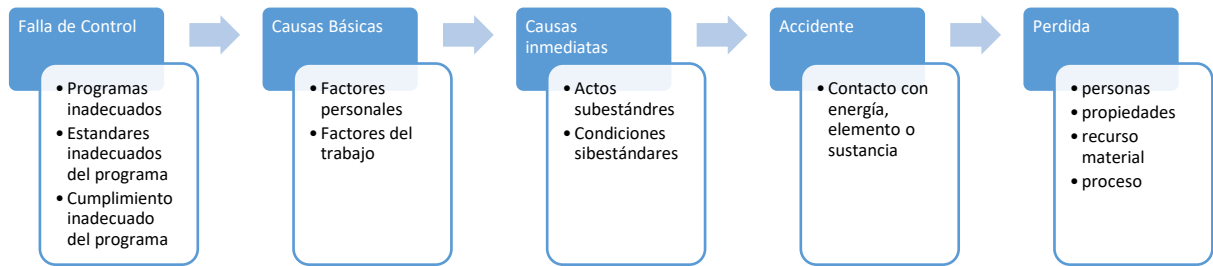 Falla de Control
• Programas
inadecuados
• Estandares
inadecuados
del programa
• Cumplimiento
inadecuado
del programa
Causas Básicas
• Factores
personales
• Factores del
trabajo
Causas
inmediatas
• Actos
subestándres
• Condiciones
sibestándares
Accidente
• Contacto con
energía,
elemento o
sustancia
Perdida
• personas
• propiedades
• recurso
material
• proceso